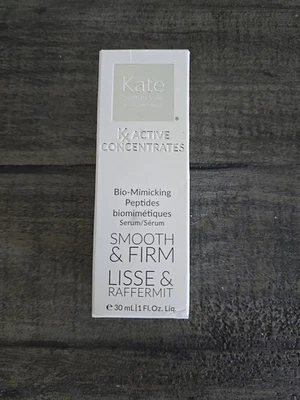 Kate
®
Kx ACTIVE
CONCENTRATES
Bio-Mimicking
Peptides
biomimétiques
Serum/Sérum
SMOOTH
& FIRM
LISSE &
RAFFERMIT
℮ 30 mL|1 Fl. Oz. Liq.